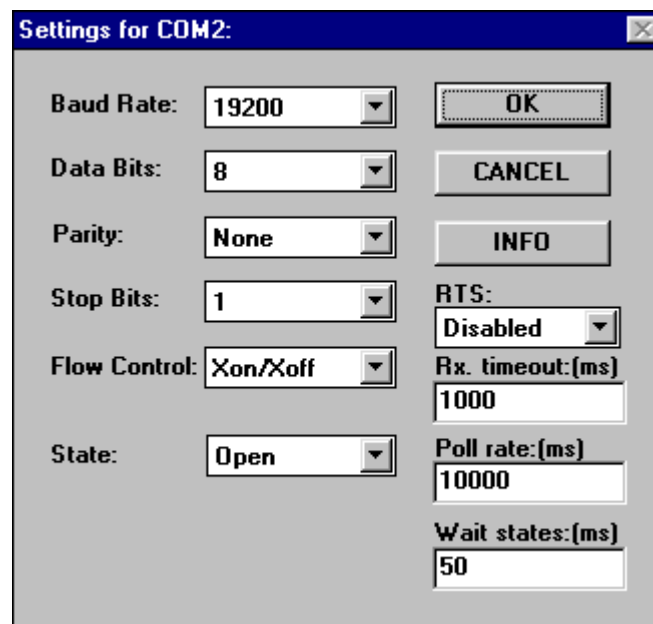 Settings for COM2:
Baud Rate: 19200
OK
Data Bits: 8
CANCEL
Parity: None
INFO
Stop Bits: 1
RTS:
Disabled
Flow Control: Xon/Xoff
Rx. timeout:(ms)
1000
State: Open
Poll rate:(ms)
10000
Wait states:(ms)
50